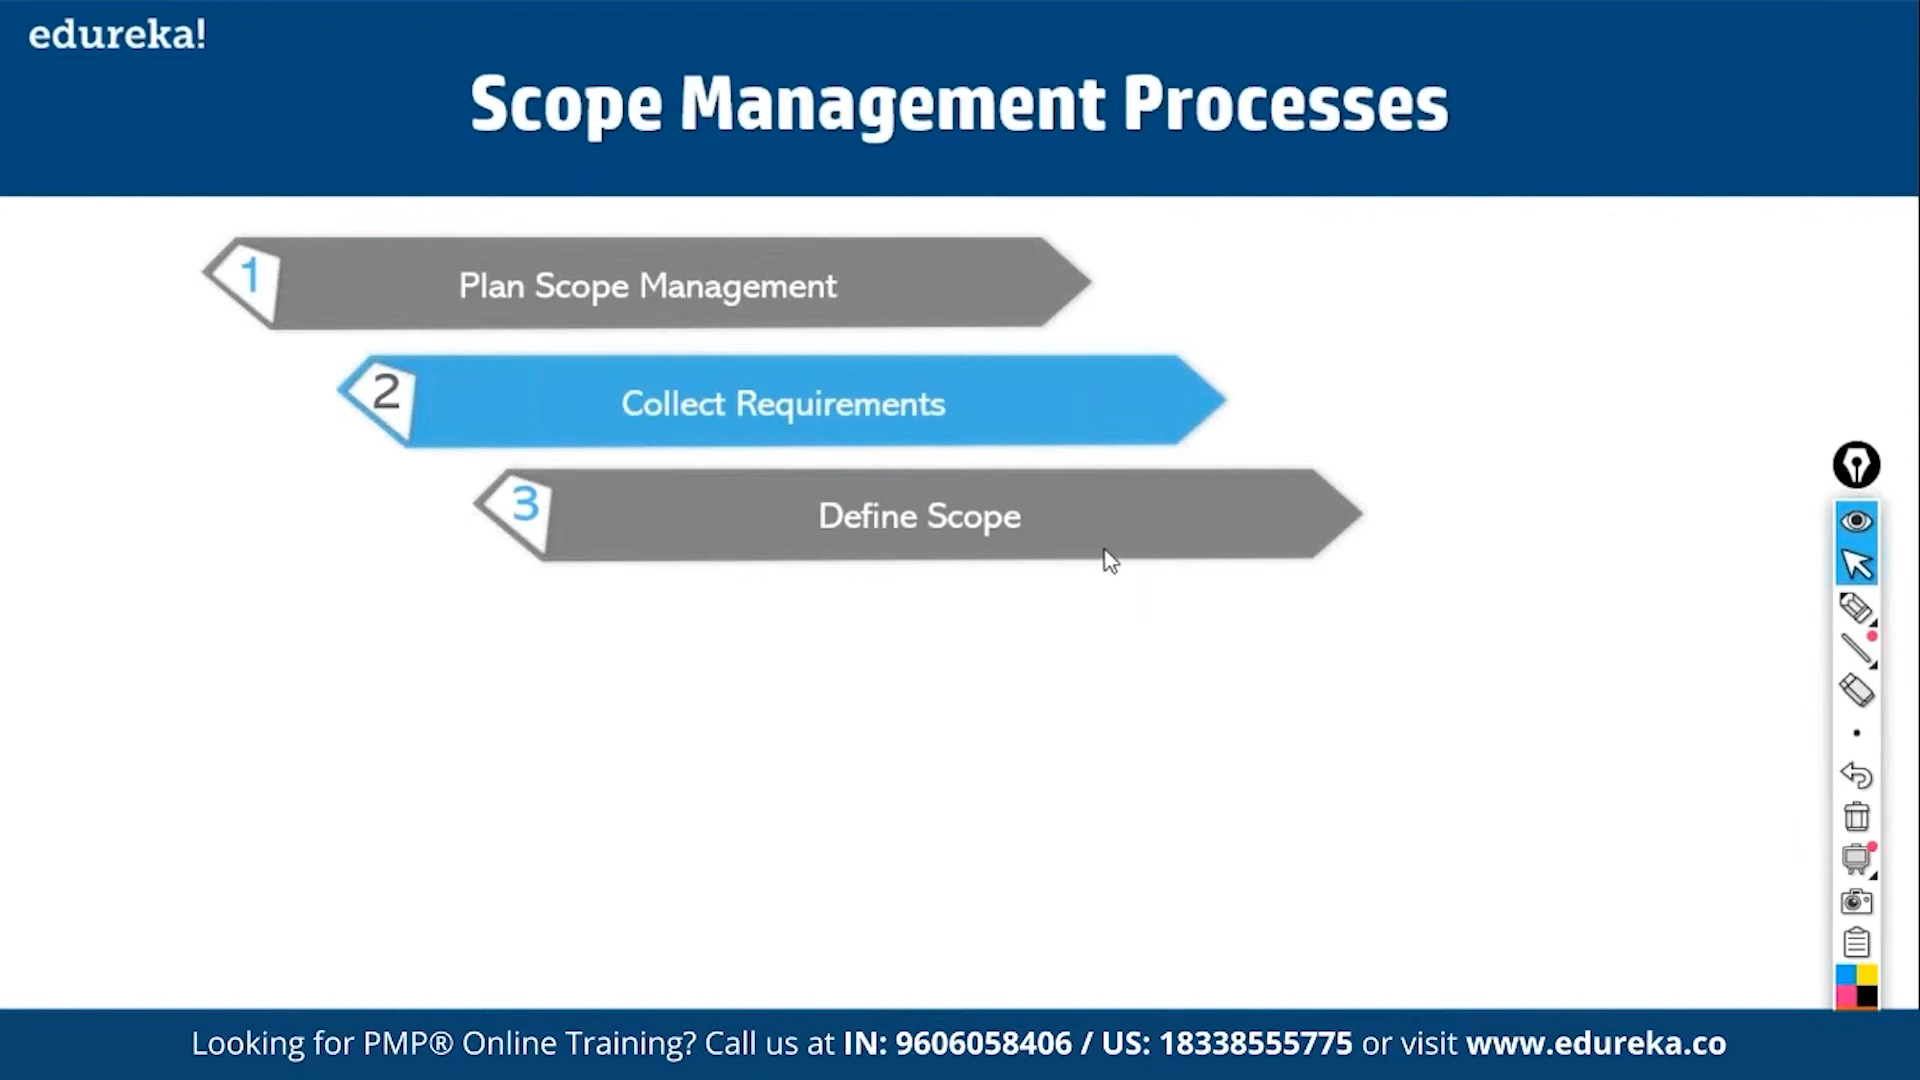 edureka!
Scope Management Processes
1
Plan Scope Management
2
Collect Requirements
3
Define Scope
Looking for PMP® Online Training? Call us at IN: 9606058406 / US: 18338555775 or visit www.edureka.co